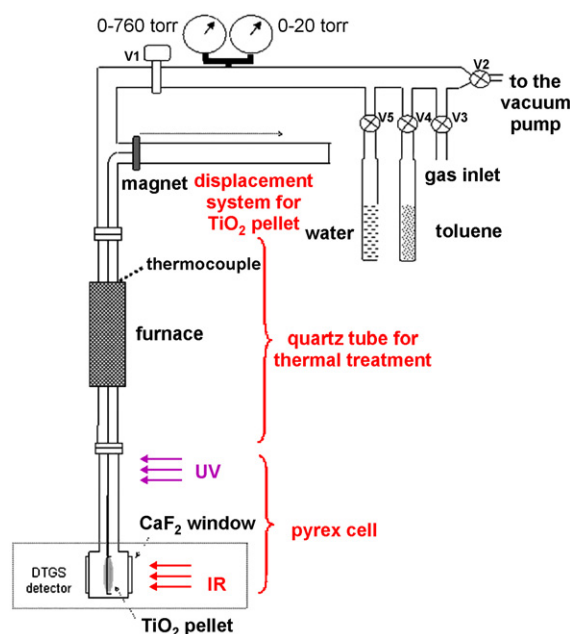 0-760 torr
0-20 torr
V1
V2
to the
vacuum
pump
V5
V4
V3
gas inlet
magnet
displacement
system for
TiO2 pellet
water
toluene
thermocouple
furnace
quartz tube for
thermal treatment
UV
CaF2 window
pyrex cell
DTGS
detector
IR
TiO2 pellet